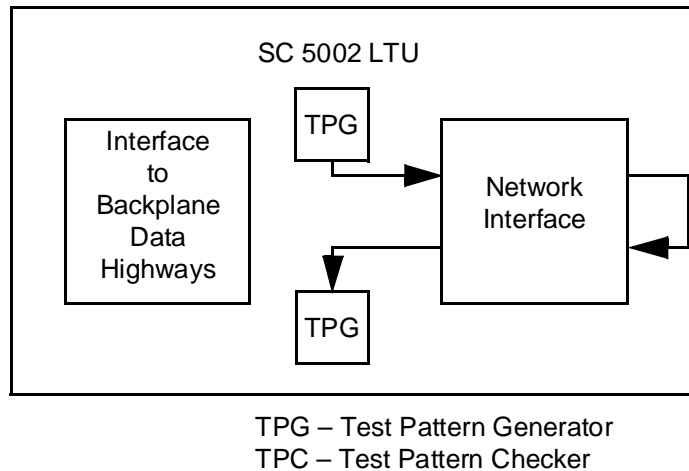 SC 5002 LTU
TPG
Interface
to
Backplane
Data
Highways
Network
Interface
TPG
TPG – Test Pattern Generator
TPC – Test Pattern Checker